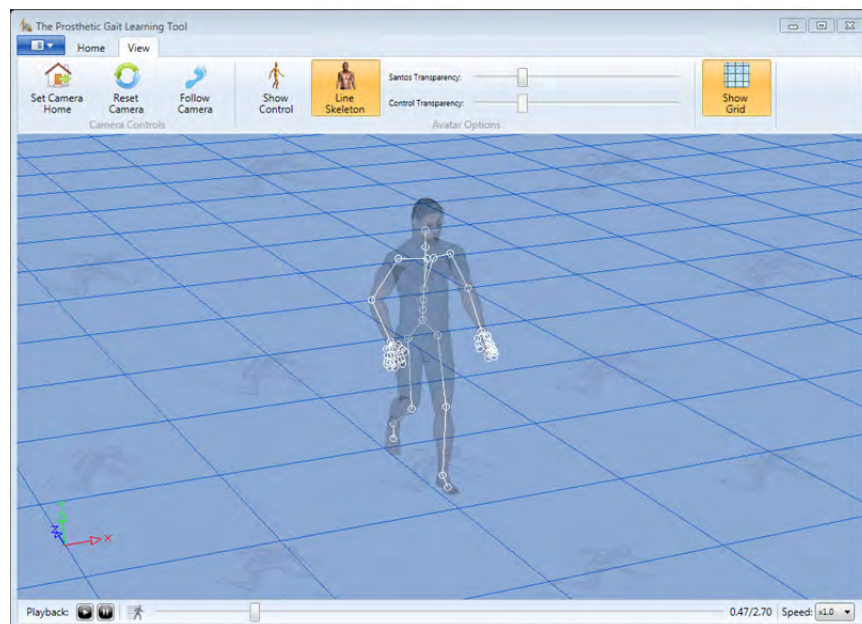 The Prosthetic Gait Learning Tool
Home View
Set Camera
Home
Reset
Camera
Follow
Camera
Camera Controls
Show
Control
Line
Skeleton
Santos Transparency:
Control Transparency:
Avatar Options
Show
Grid
X
Playback:
0.47/2.70 Speed: x1.0